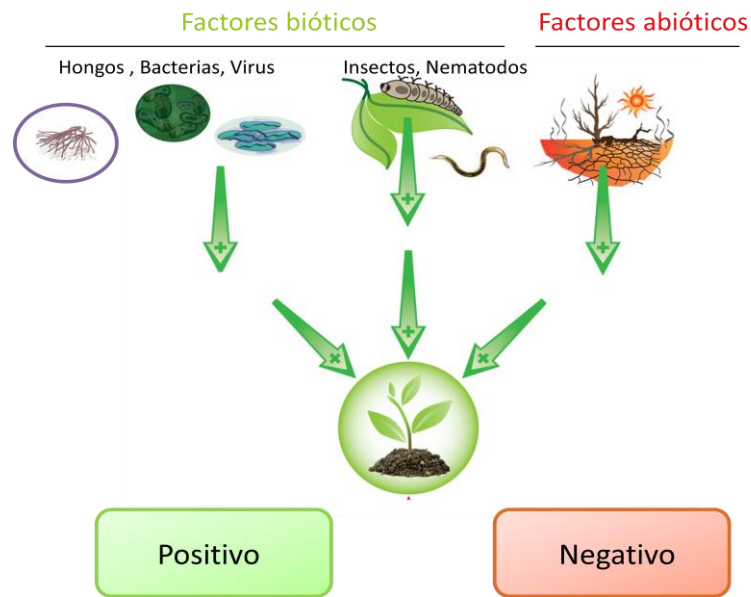 Factores bióticos
Factores abióticos
Hongos , Bacterias, Virus
Insectos, Nematodos
Positivo
Negativo